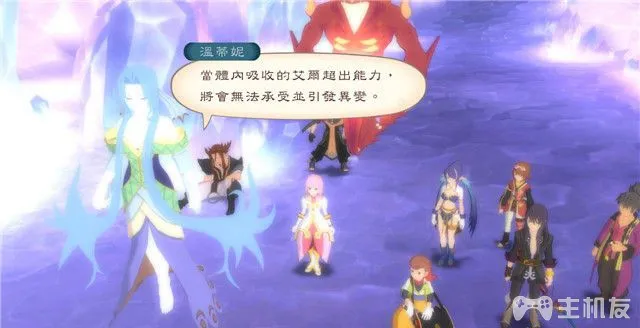 溫蒂妮
當體內吸收的艾爾超出能力，
將會無法承受並引發異變。
主机友